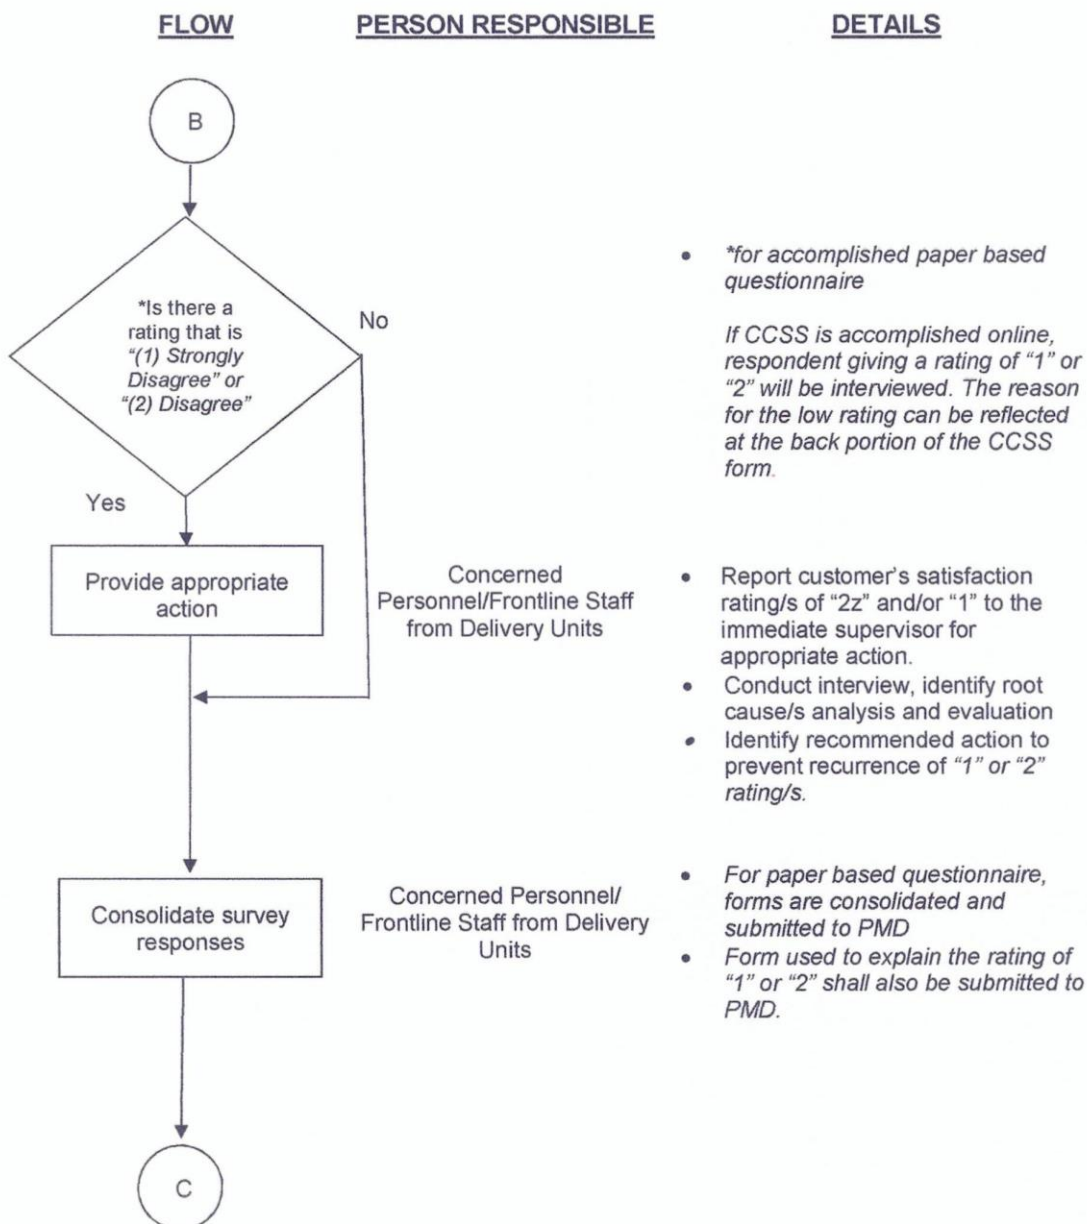 FLOW
PERSON RESPONSIBLE
DETAILS
B
*Is there a
rating that is
"(1) Strongly
Disagree" or
"(2) Disagree"
No
Yes
• *for accomplished paper based
questionnaire
If CCSS is accomplished online,
respondent giving a rating of "1" or
"2" will be interviewed. The reason
for the low rating can be reflected
at the back portion of the CCSS
form.
Provide appropriate
action
Concerned
Personnel/Frontline Staff
from Delivery Units
• Report customer's satisfaction
rating/s of "2z" and/or "1" to the
immediate supervisor for
appropriate action.
• Conduct interview, identify root
cause/s analysis and evaluation
• Identify recommended action to
prevent recurrence of "1" or "2"
rating/s.
Consolidate survey
responses
Concerned Personnel/
Frontline Staff from Delivery
Units
• For paper based questionnaire,
forms are consolidated and
submitted to PMD
• Form used to explain the rating of
"1" or "2" shall also be submitted to
PMD.
C